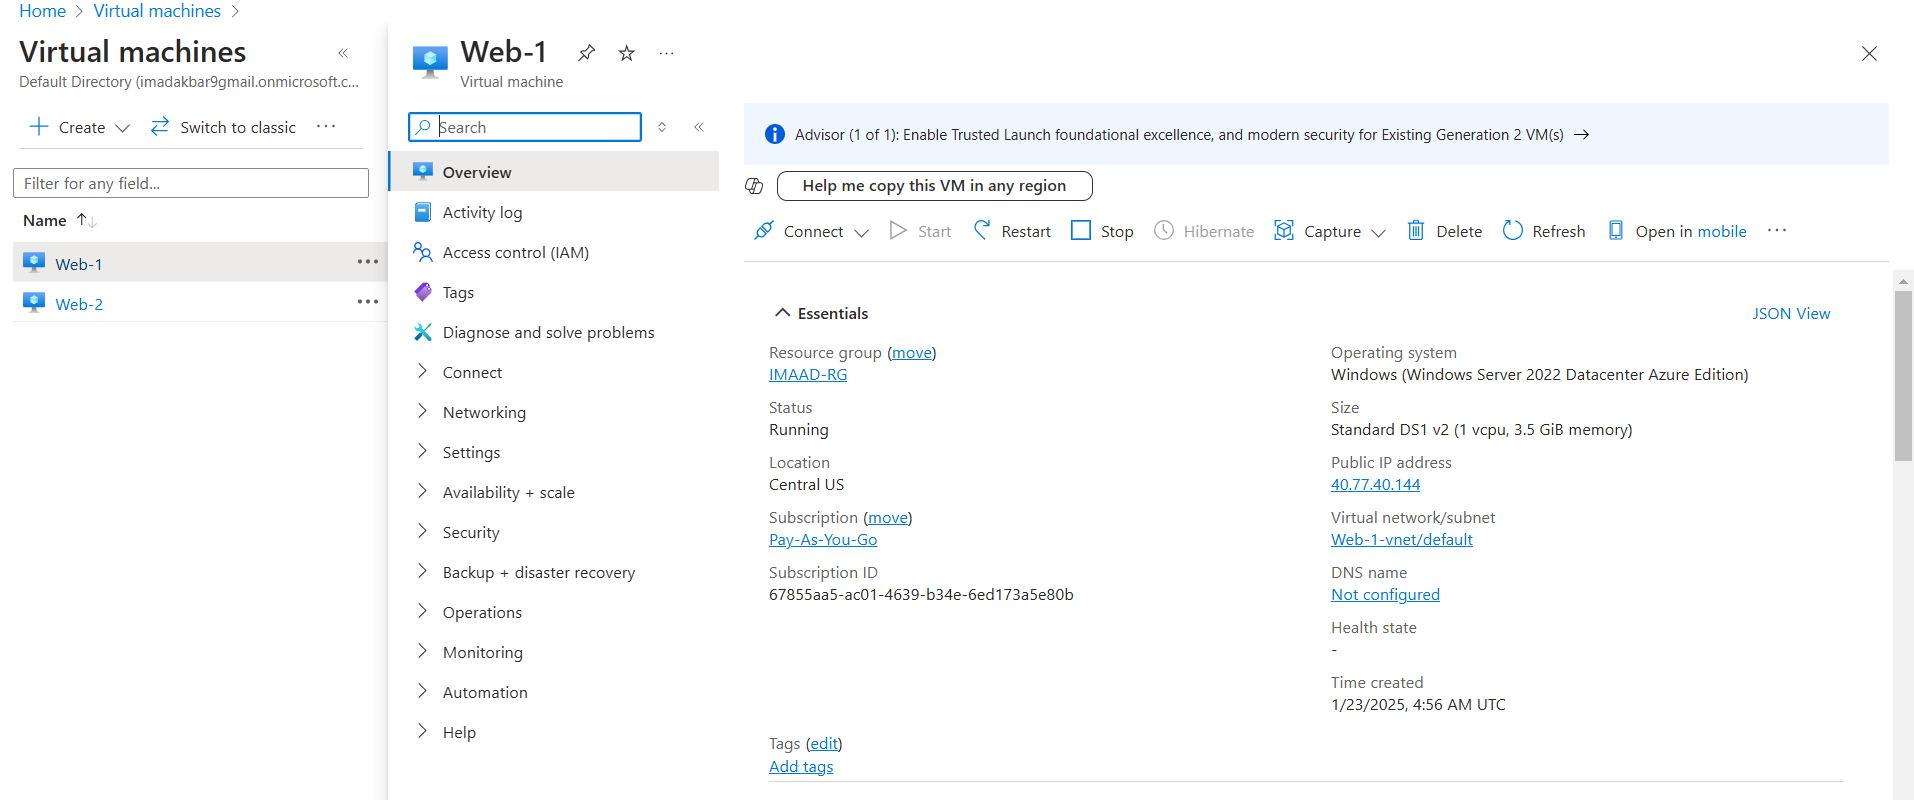 Home > Virtual machines >
Virtual machines
Default Directory (imadakbar9gmail.onmicrosoft.c...
Create
Switch to classic
Filter for any field...
Name
Web-1
Web-2
Web-1
Virtual machine
Search
Overview
Activity log
Access control (IAM)
Tags
Diagnose and solve problems
Connect
Networking
Settings
Availability + scale
Security
Backup + disaster recovery
Operations
Monitoring
Automation
Help
Advisor (1 of 1): Enable Trusted Launch foundational excellence, and modern security for Existing Generation 2 VM(s) →
Help me copy this VM in any region
Connect Start Restart Stop Hibernate Capture Delete Refresh Open in mobile
Essentials
JSON View
Resource group (move)
IMAAD-RG
Status
Running
Location
Central US
Subscription (move)
Pay-As-You-Go
Subscription ID
67855aa5-ac01-4639-b34e-6ed173a5e80b
Operating system
Windows (Windows Server 2022 Datacenter Azure Edition)
Size
Standard DS1 v2 (1 vcpu, 3.5 GiB memory)
Public IP address
40.77.40.144
Virtual network/subnet
Web-1-vnet/default
DNS name
Not configured
Health state
-
Time created
1/23/2025, 4:56 AM UTC
Tags (edit)
Add tags